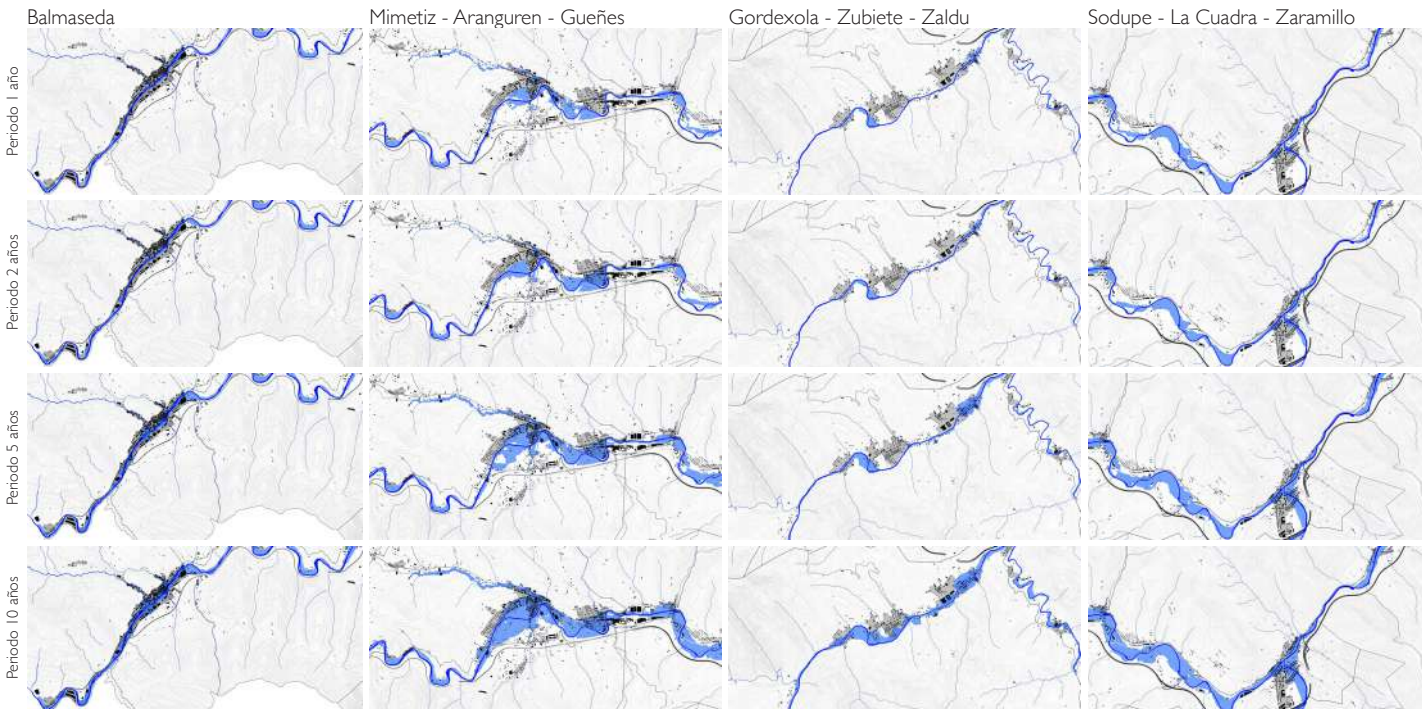 Balmaseda
Mimetiz - Aranguren - Gueñes
Gordexola - Zubiete - Zaldu
Sodupe - La Cuadra - Zaramillo
Periodo 1 año
Periodo 2 años
Periodo 5 años
Periodo 10 años